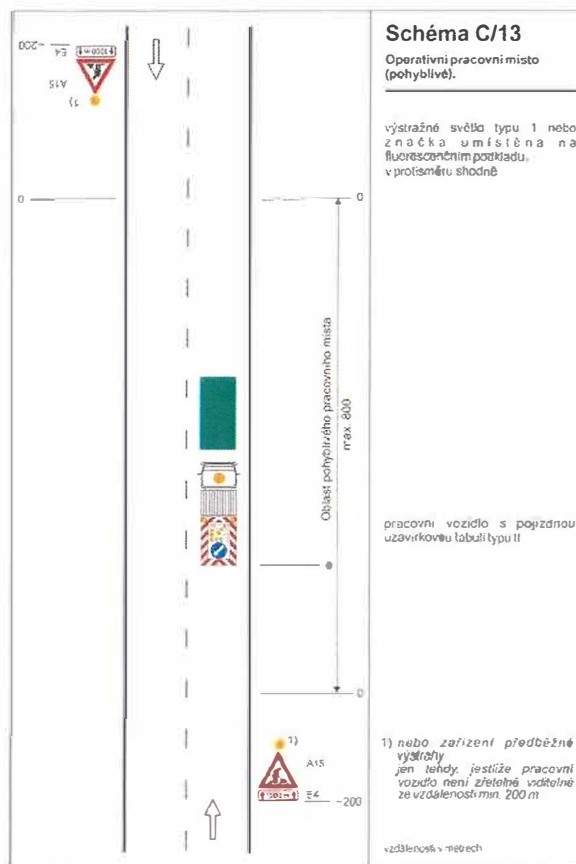 Schéma C/13
Operativní pracovní místo
(pohyblivé).
výstražné světlo typu 1 nebo
značka umístěna na
fluorescenčním podkladu,
v protisměru shodně
-200
E4
A15
1)
0
0
Oblast pohyblivého pracovního místa
max. 800
pracovní vozidlo s pojízdnou
uzavírkovou tabulí typu II
0
1)
A15
E4
-200
1) nebo zařízení předběžné
výstrahy
jen tehdy, jestliže pracovní
vozidlo není zřetelně viditelné
ze vzdálenosti min. 200 m
vzdálenosti v metrech